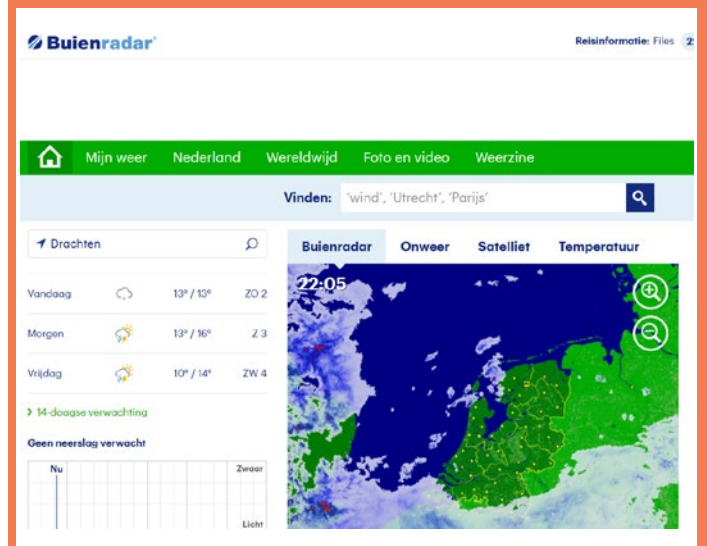 Buienradar
Reisinformatie: Files
Mijn weer Nederland Wereldwijd Foto en video Weerzine
Vinden: 'wind', 'Utrecht', 'Parijs'
Drachten
Vandaag 13° / 13° ZO 2
Morgen 13° / 16° Z 3
Vrijdag 10° / 14° ZW 4
14-daagse verwachting
Geen neerslag verwacht
Nu Zwaar
Licht
Buienradar Onweer Satelliet Temperatuur
22:05